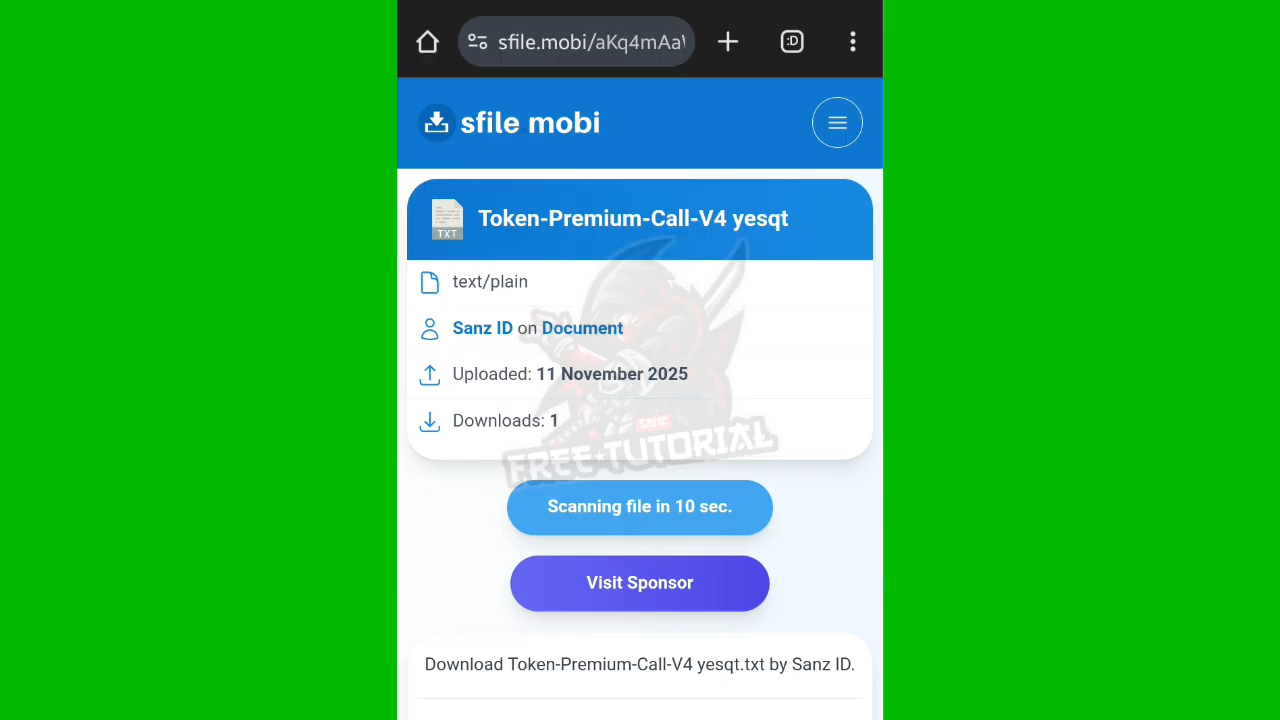 :D
sfile.mobi/aKq4mAa
sfile mobi
TXT
Token-Premium-Call-V4 yesqt
text/plain
Sanz ID on Document
Uploaded: 11 November 2025
Downloads: 1
SANZ
FREE TUTORIAL
Scanning file in 10 sec.
Visit Sponsor
Download Token-Premium-Call-V4 yesqt.txt by Sanz ID.